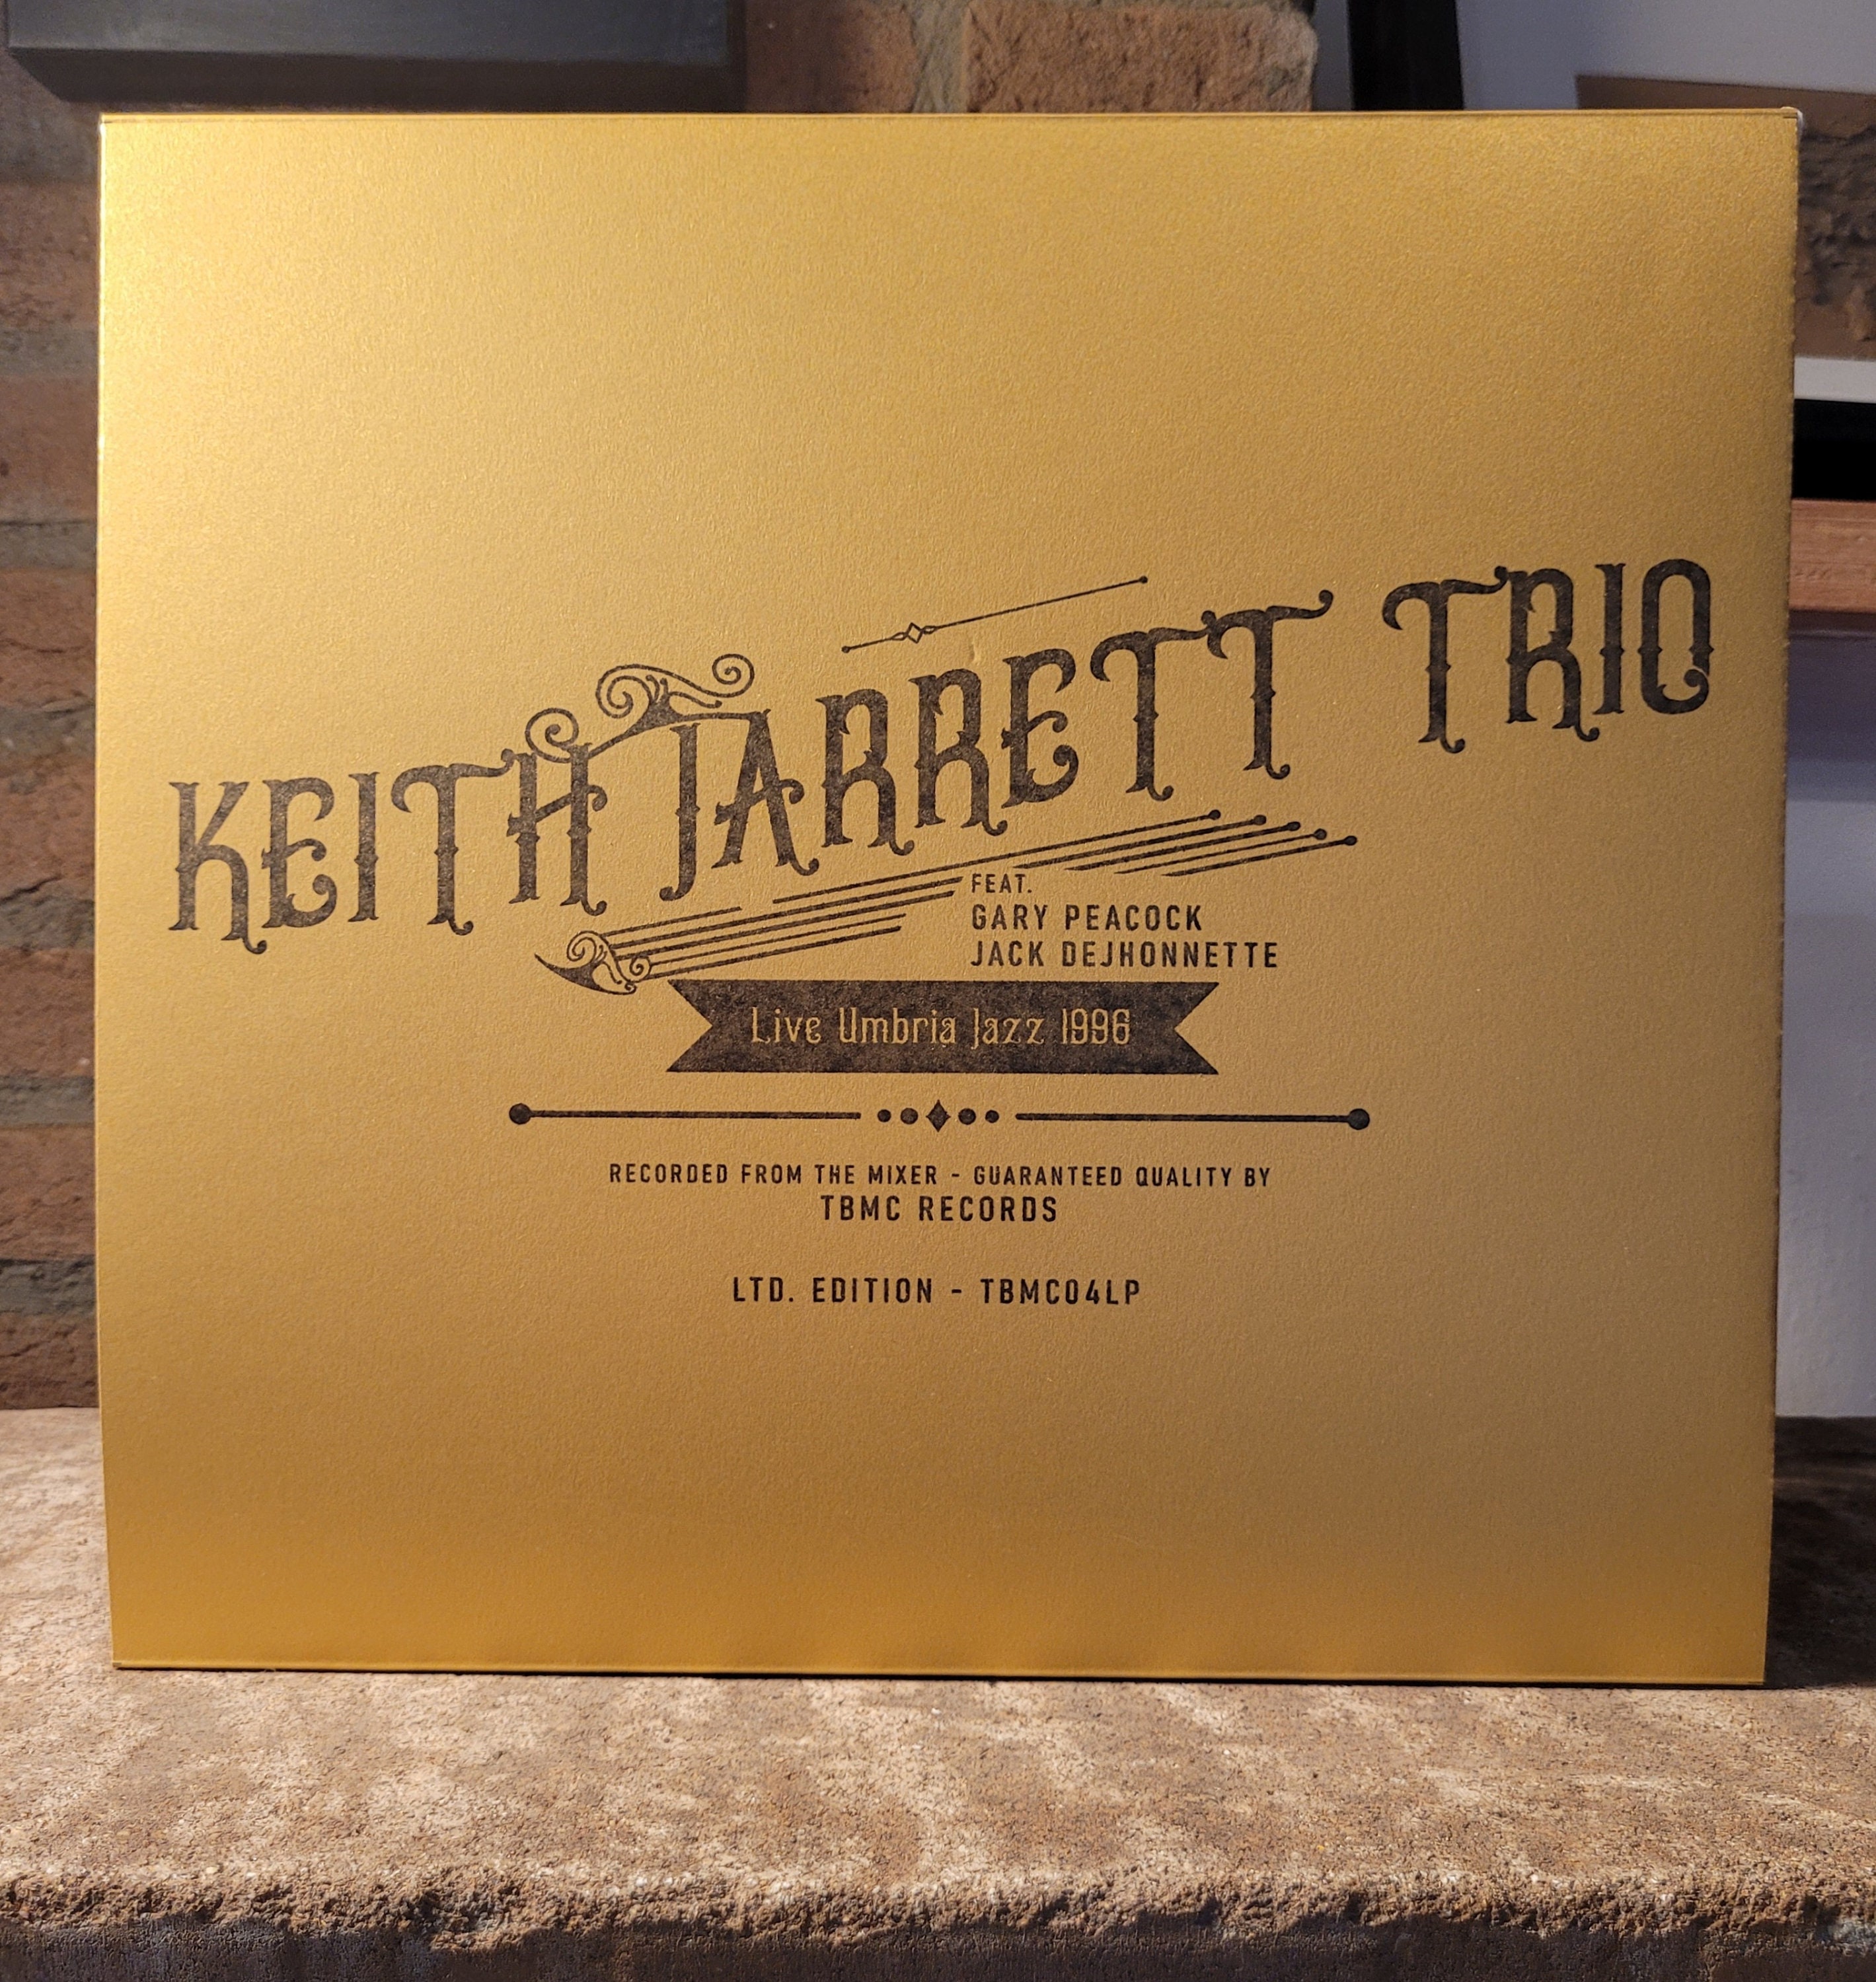 KEITH JARRETT TRIO
FEAT.
GARY PEACOCK
JACK DEJHONNETTE
Live Umbria Jazz 1996
RECORDED FROM THE MIXER - GUARANTEED QUALITY BY
TBMC RECORDS
LTD. EDITION - TBMC04LP